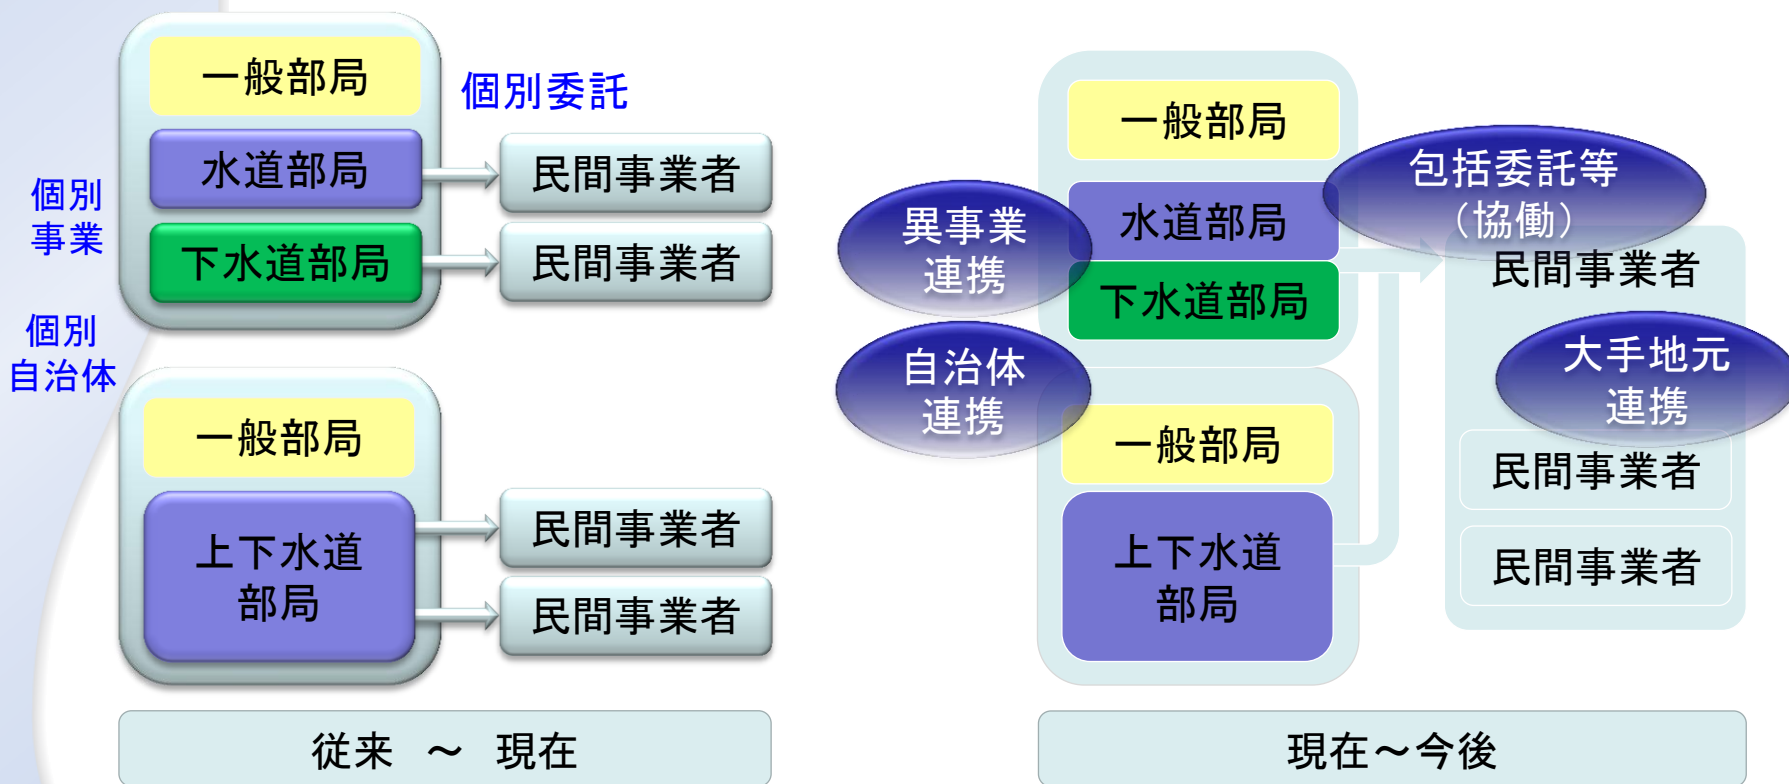 一般部局
個別委託
水道部局
民間事業者
個別
事業
下水道部局
民間事業者
個別
自治体
一般部局
上下水道
部局
民間事業者
民間事業者
従来 ～ 現在
一般部局
包括委託等
（協働）
異事業
連携
水道部局
下水道部局
民間事業者
自治体
連携
大手地元
連携
一般部局
民間事業者
上下水道
部局
民間事業者
現在～今後